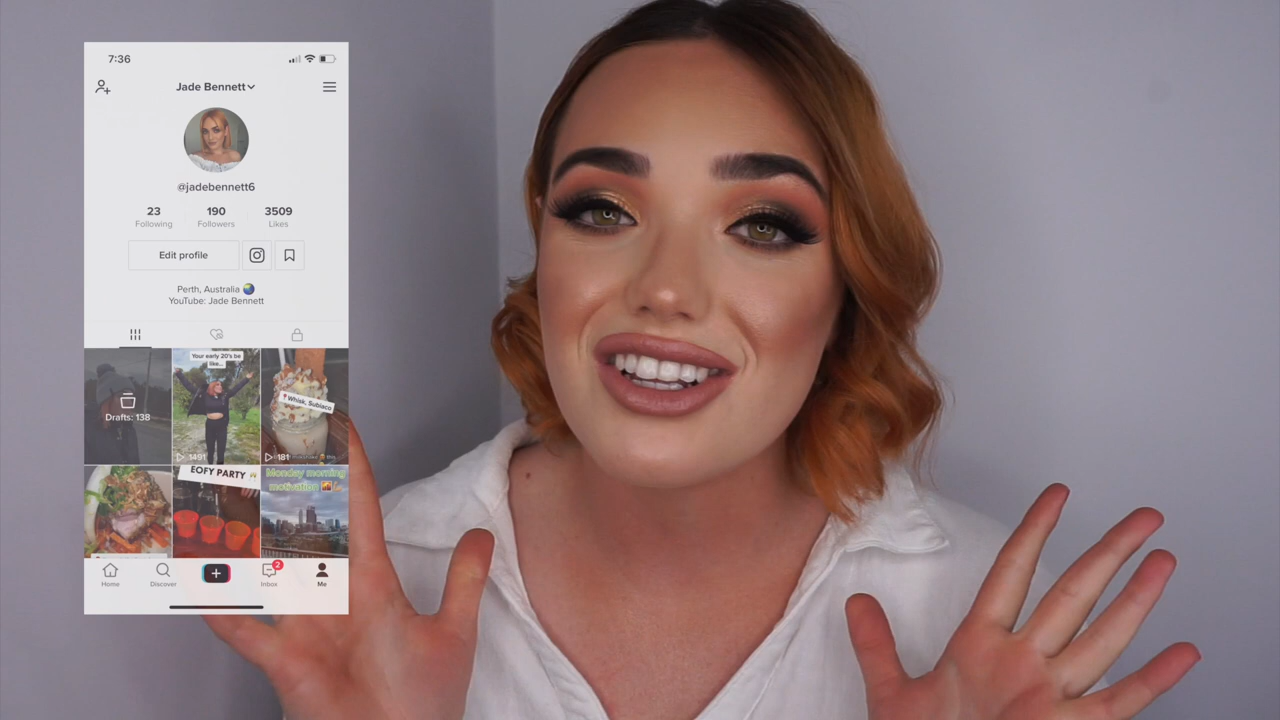 7:36
Jade Bennett
@jadebennett6
23 190 3509
Following Followers Likes
Edit profile
Perth, Australia
YouTube: Jade Bennett
Your early 20's be
like...
Whisk, Subiaco
Drafts: 138
1491
181
EOFY PARTY
Monday morning
motivation
Home Discover Inbox 2 Me